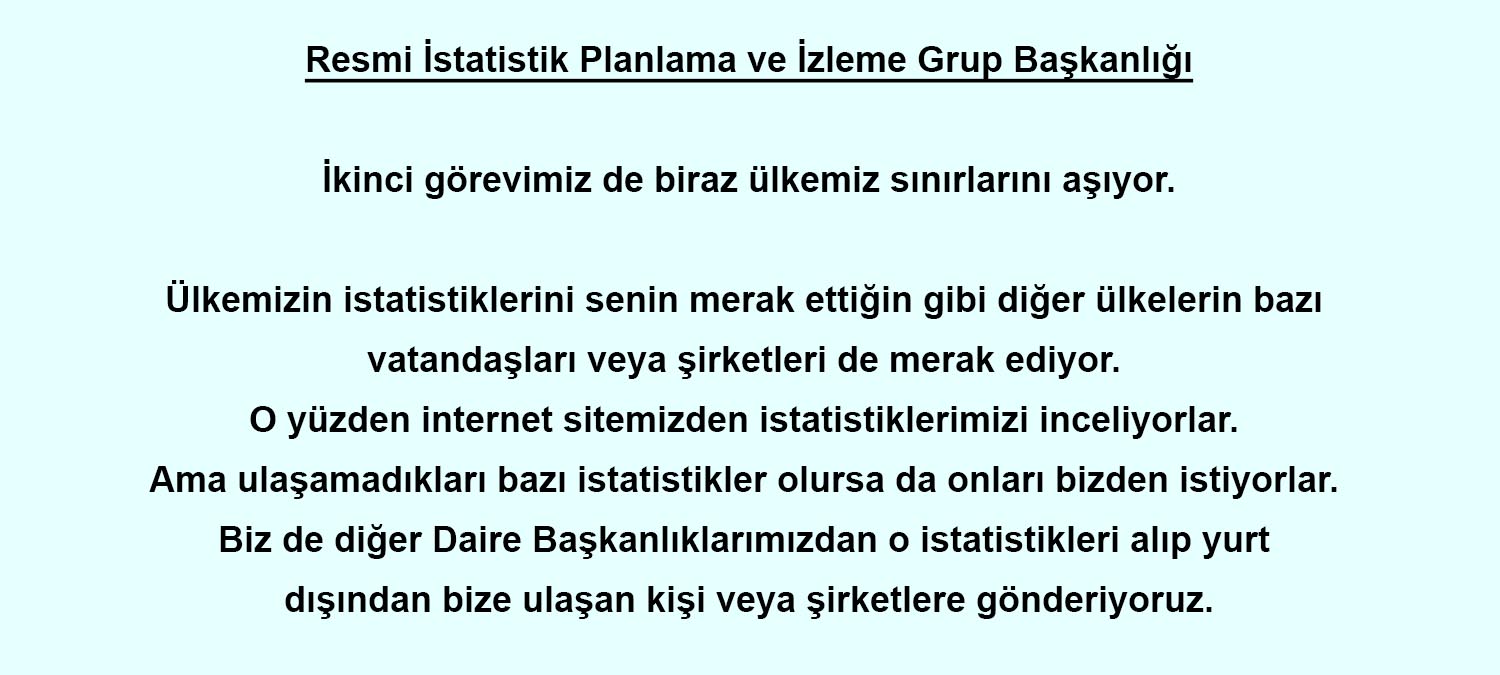 Resmi İstatistik Planlama ve İzleme Grup Başkanlığı
İkinci görevimiz de biraz ülkemiz sınırlarını aşıyor.
Ülkemizin istatistiklerini senin merak ettiğin gibi diğer ülkelerin bazı
vatandaşları veya şirketleri de merak ediyor.
O yüzden internet sitemizden istatistiklerimizi inceliyorlar.
Ama ulaşamadıkları bazı istatistikler olursa da onları bizden istiyorlar.
Biz de diğer Daire Başkanlıklarımızdan o istatistikleri alıp yurt
dışından bize ulaşan kişi veya şirketlere gönderiyoruz.